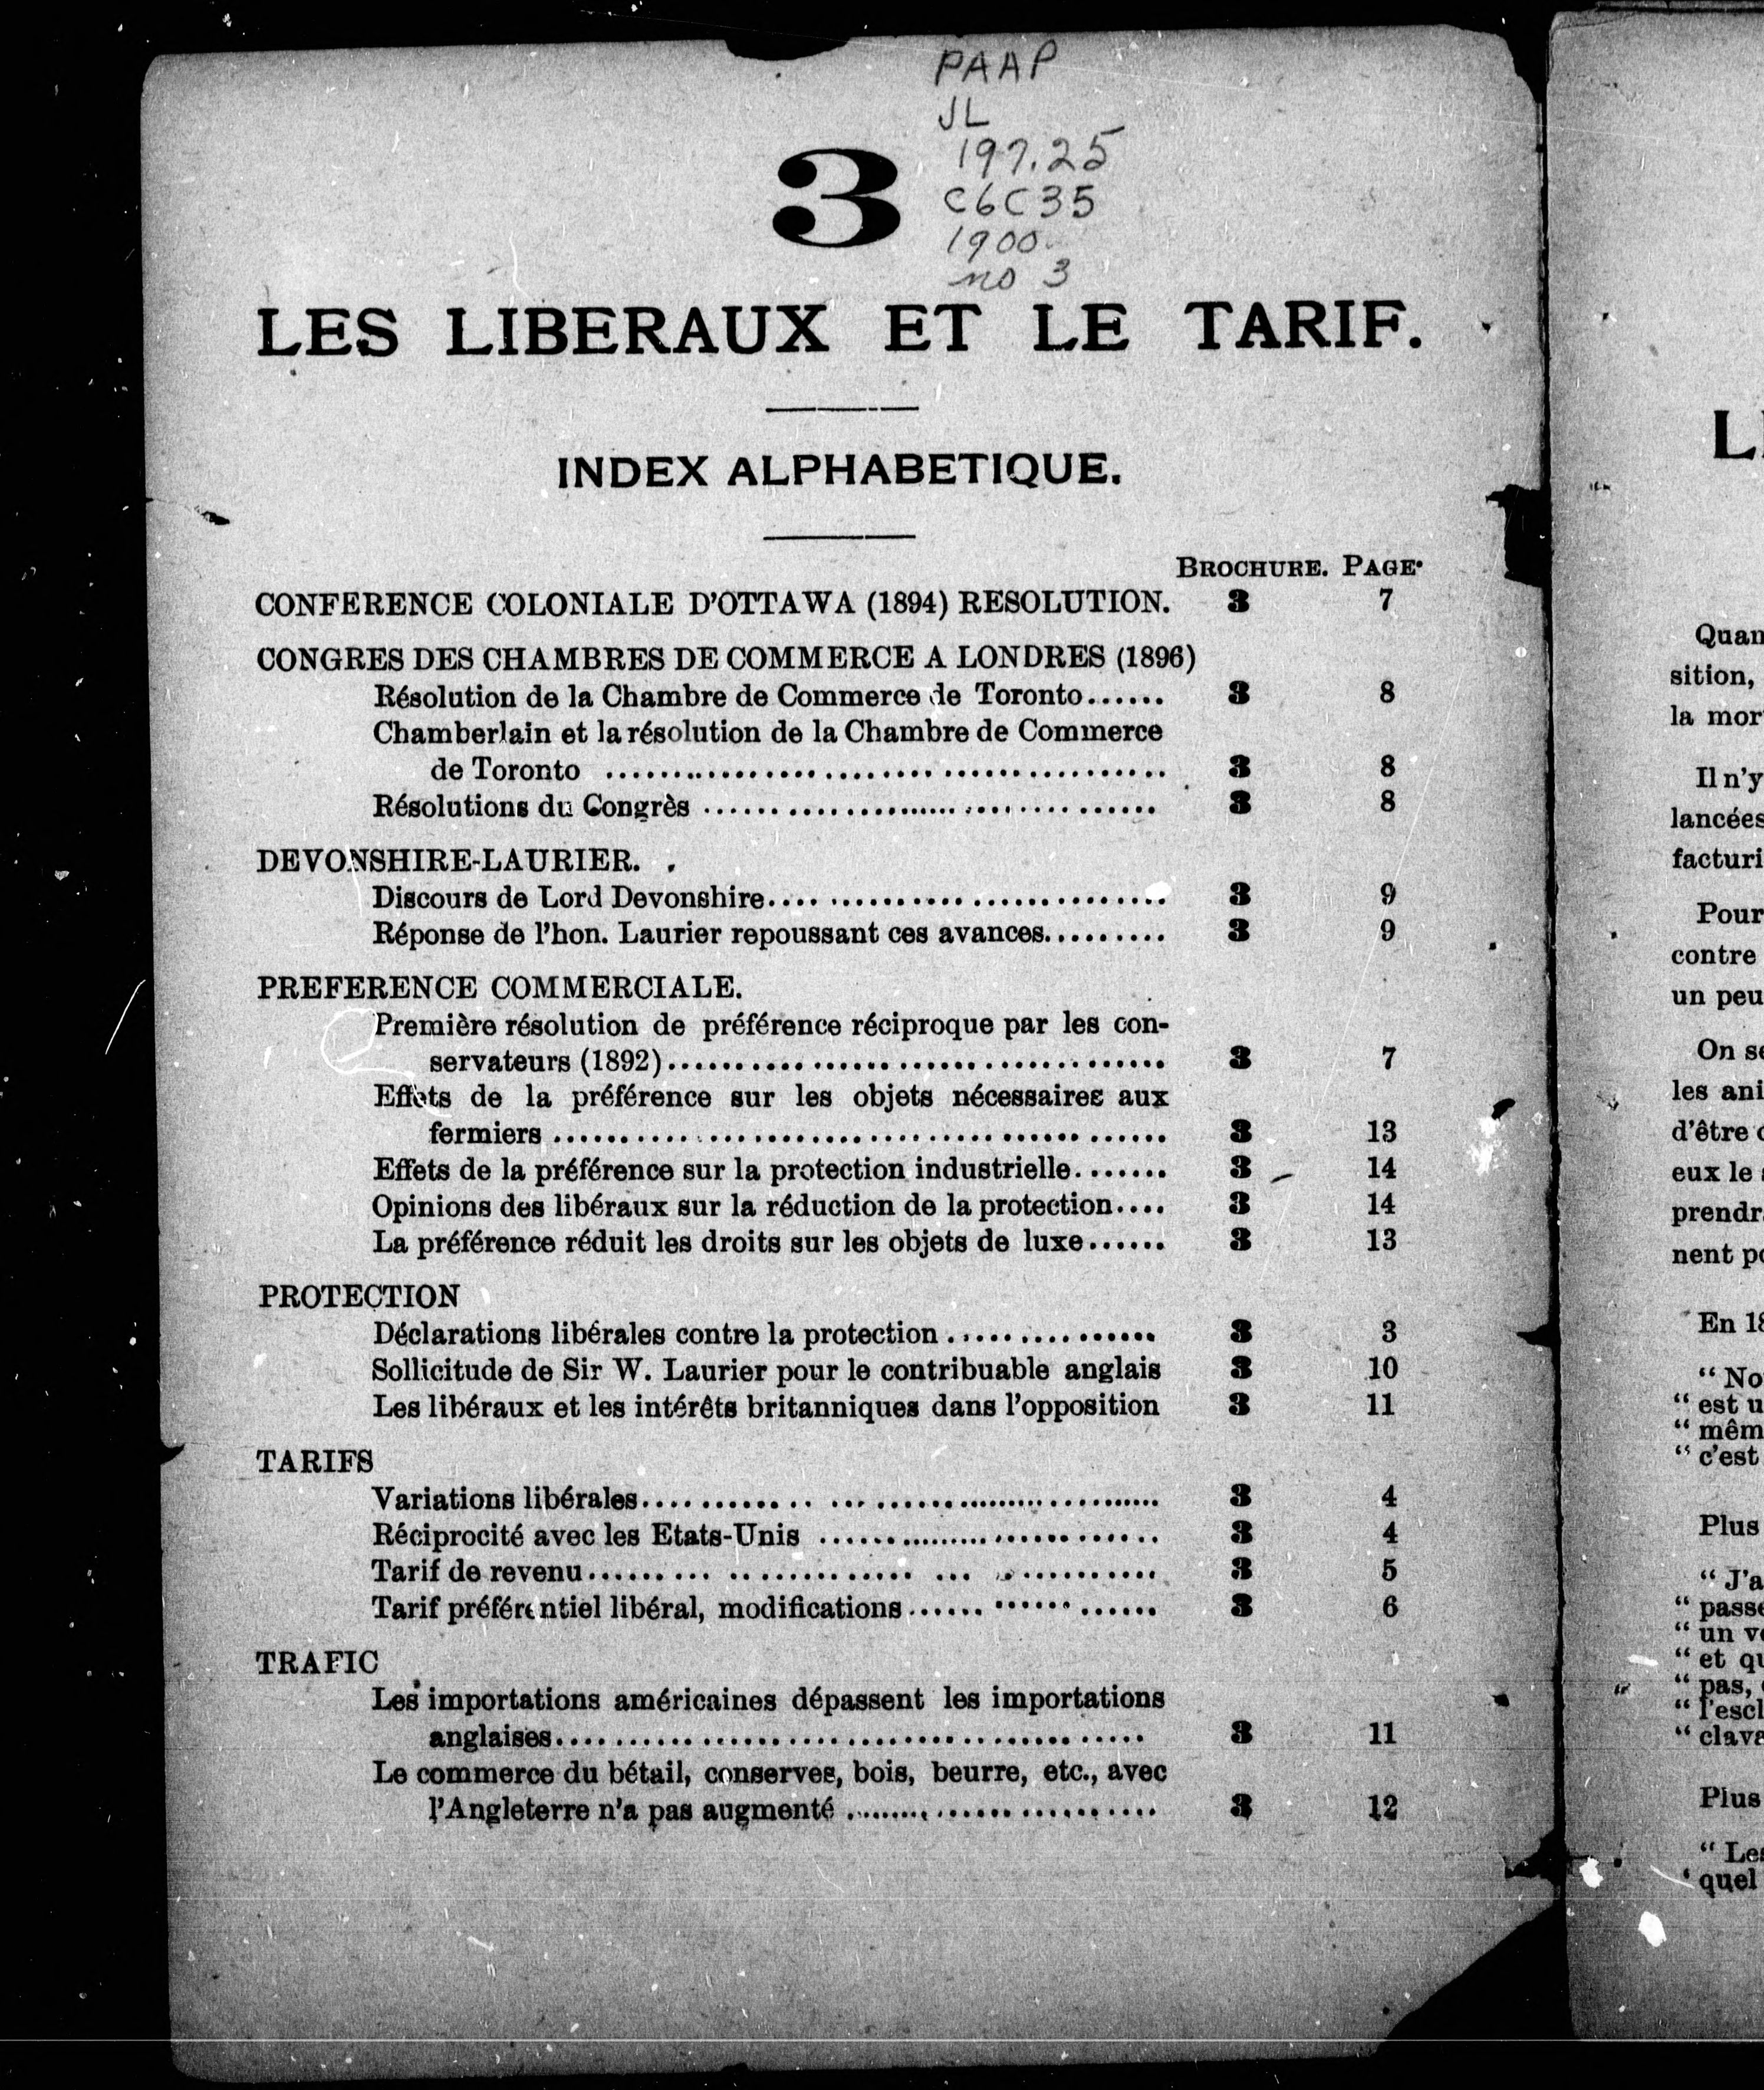 PAAP
JL
197.25
C6C35
1900
no 3
3
LES LIBERAUX ET LE TARIF.
INDEX ALPHABETIQUE.
BROCHURE. PAGE.
CONFERENCE COLONIALE D'OTTAWA (1894) RESOLUTION. 3 7
CONGRES DES CHAMBRES DE COMMERCE A LONDRES (1896)
Résolution de la Chambre de Commerce de Toronto...... 3 8
Chamberlain et la résolution de la Chambre de Commerce
de Toronto ........................................ 3 8
Résolutions du Congrès ................................ 3 8
DEVONSHIRE-LAURIER.
Discours de Lord Devonshire............................ 3 9
Réponse de l'hon. Laurier repoussant ces avances......... 3 9
PREFERENCE COMMERCIALE.
Première résolution de préférence réciproque par les con-
servateurs (1892)................................... 3 7
Effets de la préférence sur les objets nécessaires aux
fermiers ........................................... 3 13
Effets de la préférence sur la protection industrielle....... 3 14
Opinions des libéraux sur la réduction de la protection.... 3 14
La préférence réduit les droits sur les objets de luxe...... 3 13
PROTECTION
Déclarations libérales contre la protection ............... 3 3
Sollicitude de Sir W. Laurier pour le contribuable anglais 3 10
Les libéraux et les intérêts britanniques dans l'opposition 3 11
TARIFS
Variations libérales..................................... 3 4
Réciprocité avec les Etats-Unis ......................... 3 4
Tarif de revenu......................................... 3 5
Tarif préférentiel libéral, modifications.................. 3 6
TRAFIC
Les importations américaines dépassent les importations
anglaises........................................... 3 11
Le commerce du bétail, conserves, bois, beurre, etc., avec
l'Angleterre n'a pas augmenté ....................... 3 12
Quan
sition,
la mor
Il n'y
lancées
facturi
Pour
contre
un peu
On se
les ani
d'être
eux le
prendr
nent po
En 18
" No
" est u
" mêm
" c'est
Plus
" J'a
" passe
" un v
" et qu
" pas,
" l'escl
" clava
Plus
" Les
' quel